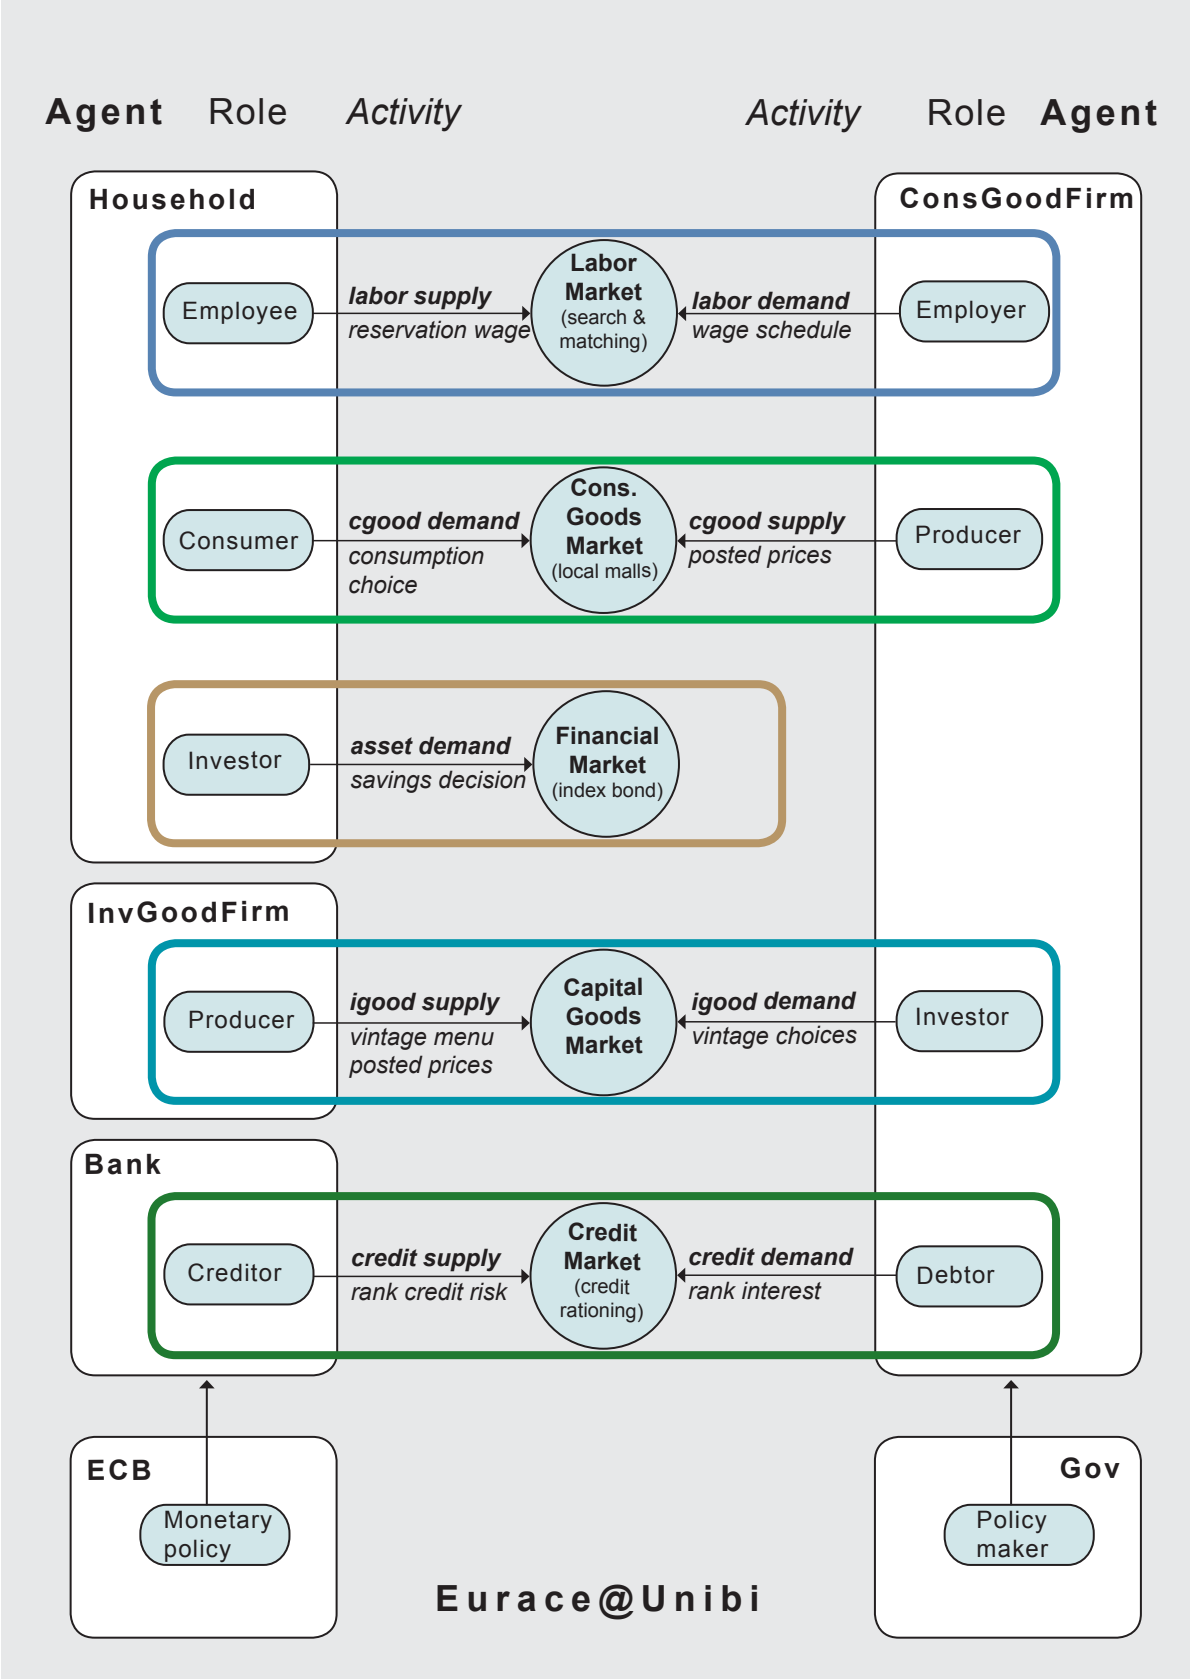 Agent Role Activity Activity Role Agent
Household
ConsGoodFirm
Employee
labor supply
reservation wage
Labor
Market
(search &
matching)
labor demand
wage schedule
Employer
Consumer
cgood demand
consumption
choice
Cons.
Goods
Market
(local malls)
cgood supply
posted prices
Producer
Investor
asset demand
savings decision
Financial
Market
(index bond)
InvGoodFirm
Producer
igood supply
vintage menu
posted prices
Capital
Goods
Market
igood demand
vintage choices
Investor
Bank
Creditor
credit supply
rank credit risk
Credit
Market
(credit
rationing)
credit demand
rank interest
Debtor
ECB
Monetary
policy
Gov
Policy
maker
Eurace@Unibi